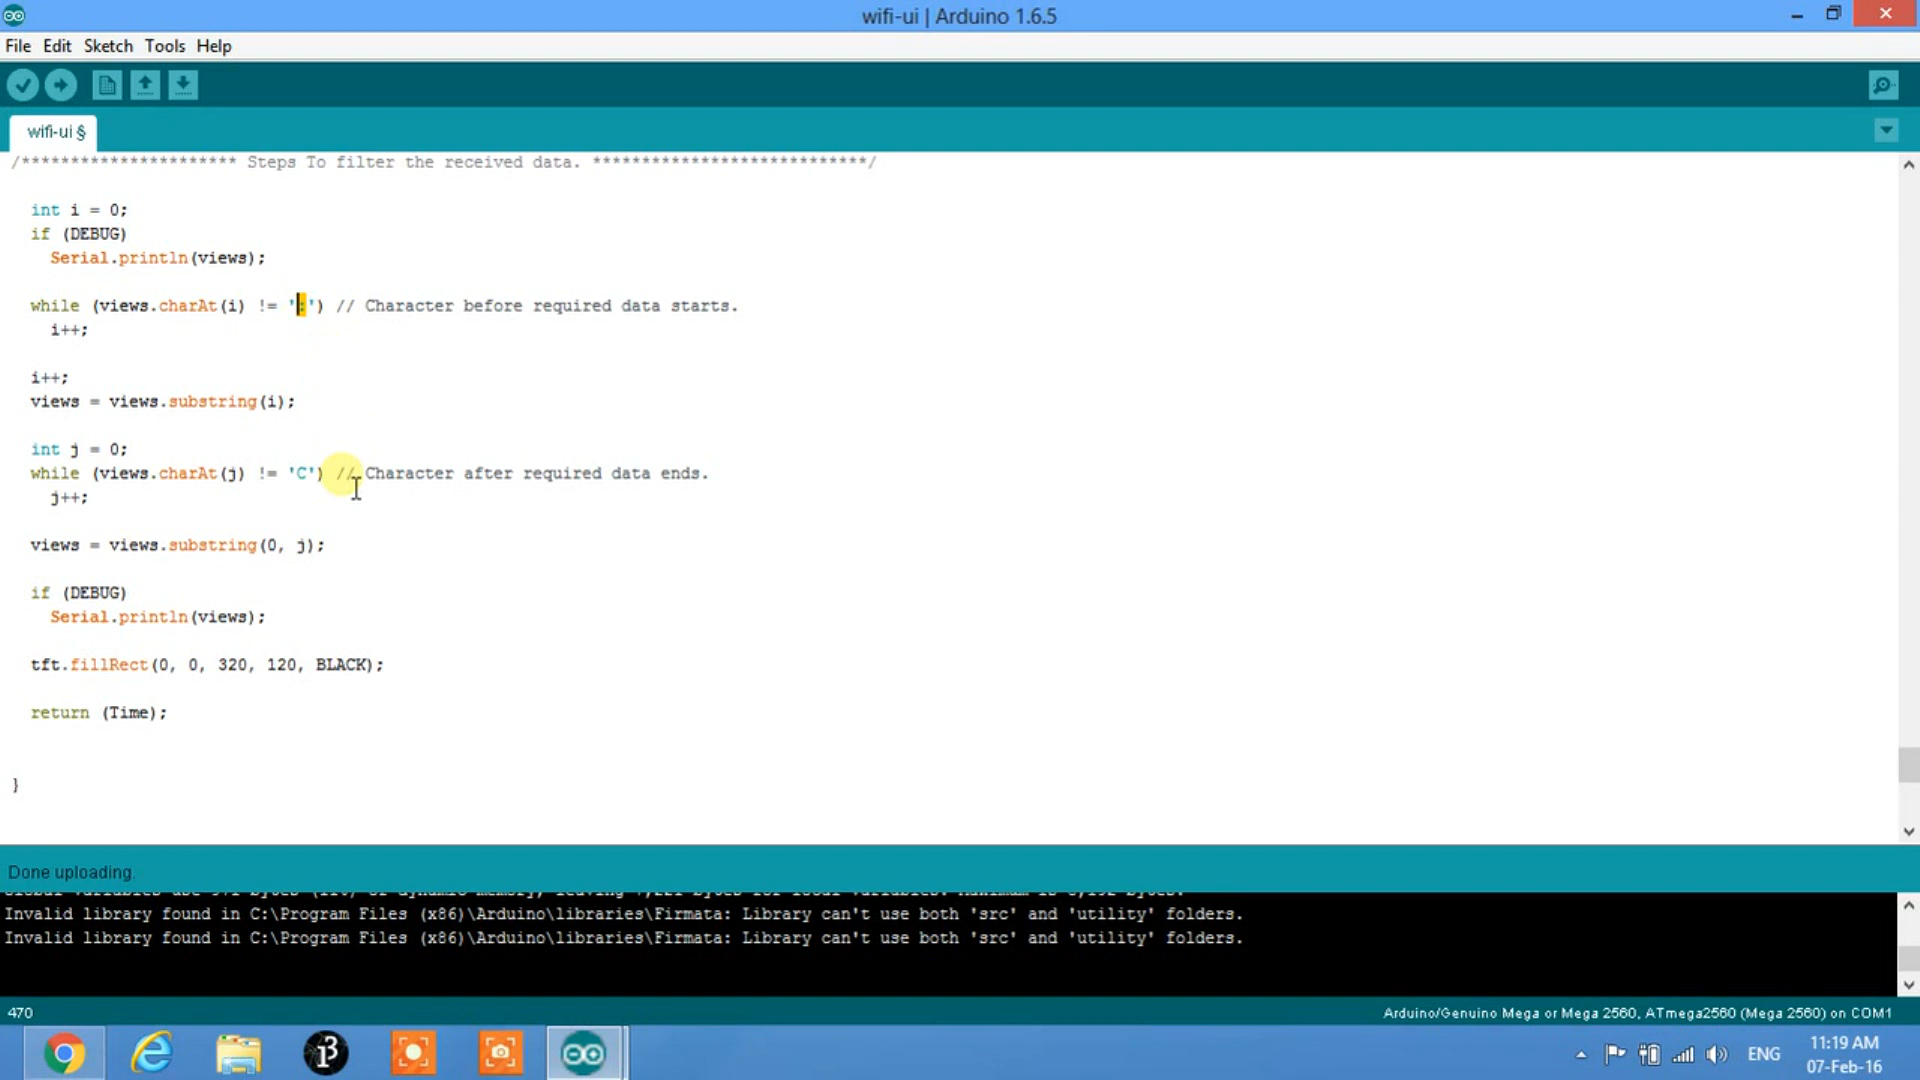 wifi-ui | Arduino 1.6.5
File Edit Sketch Tools Help
wifi-ui §
/********************** Steps To filter the received data. ****************************/
int i = 0;
if (DEBUG)
Serial.println(views);
while (views.charAt(i) != ':') // Character before required data starts.
i++;
i++;
views = views.substring(i);
int j = 0;
while (views.charAt(j) != 'C') // Character after required data ends.
j++;
views = views.substring(0, j);
if (DEBUG)
Serial.println(views);
tft.fillRect(0, 0, 320, 120, BLACK);
return (Time);
}
Done uploading.
Invalid library found in C:\Program Files (x86)\Arduino\libraries\Firmata: Library can't use both 'src' and 'utility' folders.
Invalid library found in C:\Program Files (x86)\Arduino\libraries\Firmata: Library can't use both 'src' and 'utility' folders.
470
Arduino/Genuino Mega or Mega 2560, ATmega2560 (Mega 2560) on COM1
ENG
11:19 AM
07-Feb-16